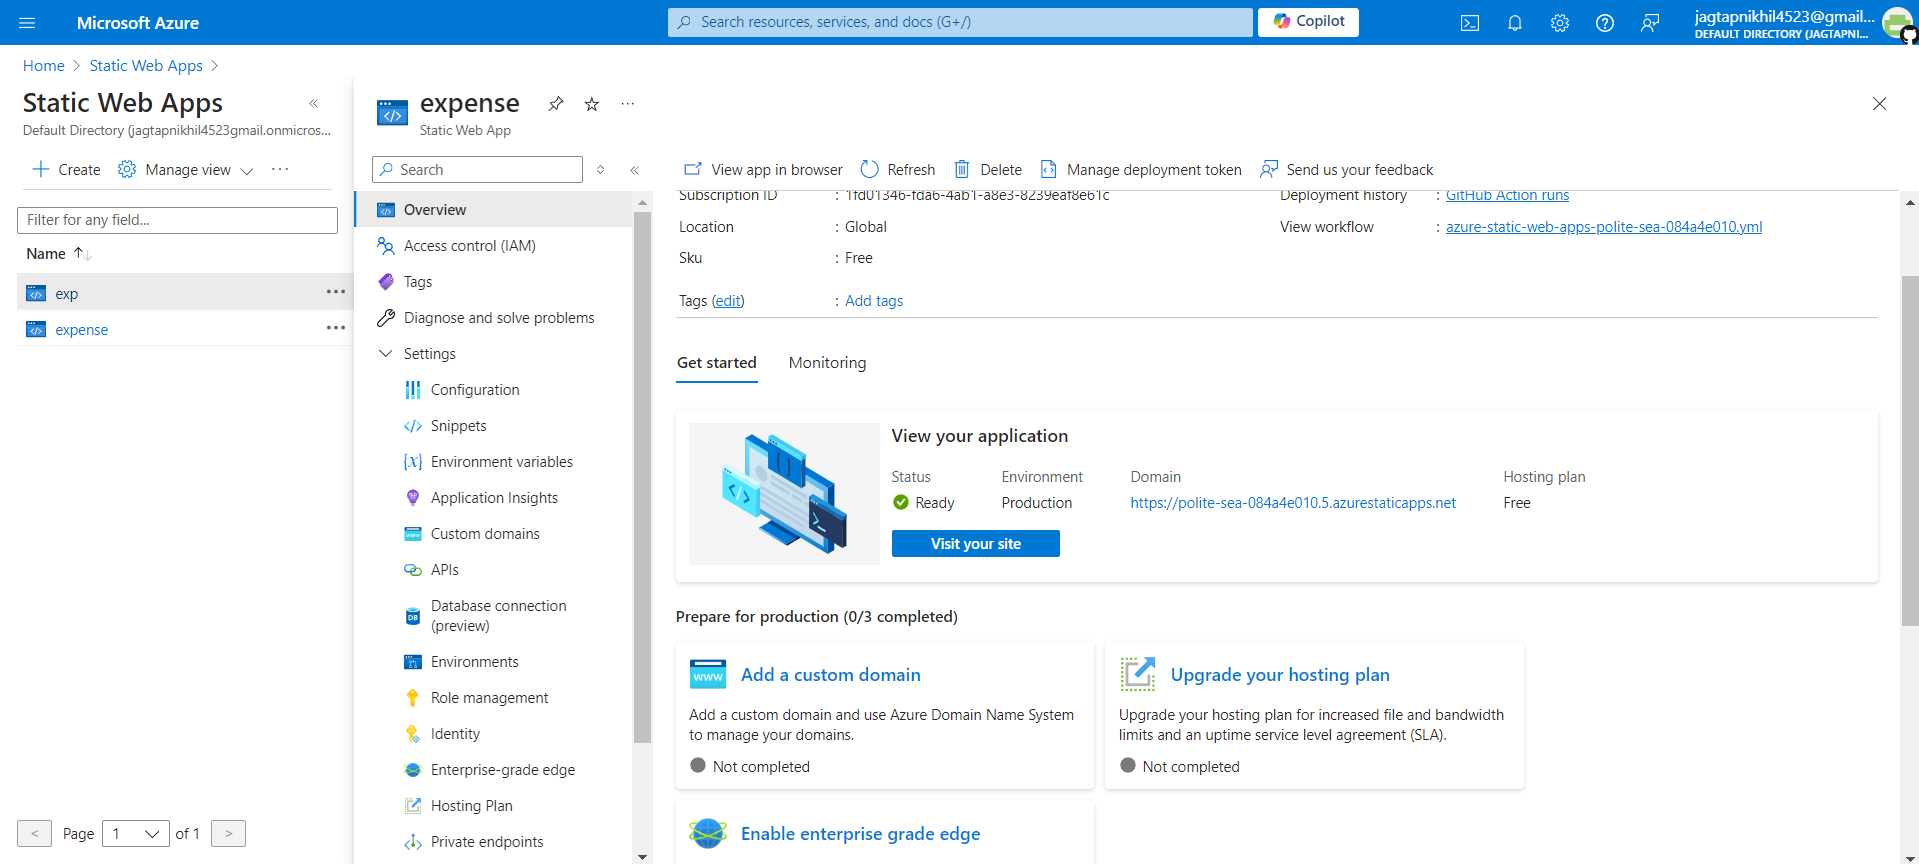 Microsoft Azure
Search resources, services, and docs (G+/)
Copilot
jagtapnikhil4523@gmail....
DEFAULT DIRECTORY (JAGTAPNI...
Home > Static Web Apps >
Static Web Apps
Default Directory (jagtapnikhil4523gmail.onmicros...
Create
Manage view
Filter for any field...
Name
exp
expense
Page 1 of 1
expense
Static Web App
Search
Overview
Access control (IAM)
Tags
Diagnose and solve problems
Settings
Configuration
Snippets
Environment variables
Application Insights
Custom domains
APIs
Database connection
(preview)
Environments
Role management
Identity
Enterprise-grade edge
Hosting Plan
Private endpoints
View app in browser
Refresh
Delete
Manage deployment token
Send us your feedback
Subscription ID : 1fd01346-fda6-4ab1-a8e3-8239eaf8e61c
Location : Global
Sku : Free
Tags (edit) : Add tags
Deployment history : GitHub Action runs
View workflow : azure-static-web-apps-polite-sea-084a4e010.yml
Get started
Monitoring
View your application
Status Environment Domain Hosting plan
Ready Production https://polite-sea-084a4e010.5.azurestaticapps.net Free
Visit your site
Prepare for production (0/3 completed)
www
Add a custom domain
Add a custom domain and use Azure Domain Name System
to manage your domains.
Not completed
Upgrade your hosting plan
Upgrade your hosting plan for increased file and bandwidth
limits and an uptime service level agreement (SLA).
Not completed
Enable enterprise grade edge